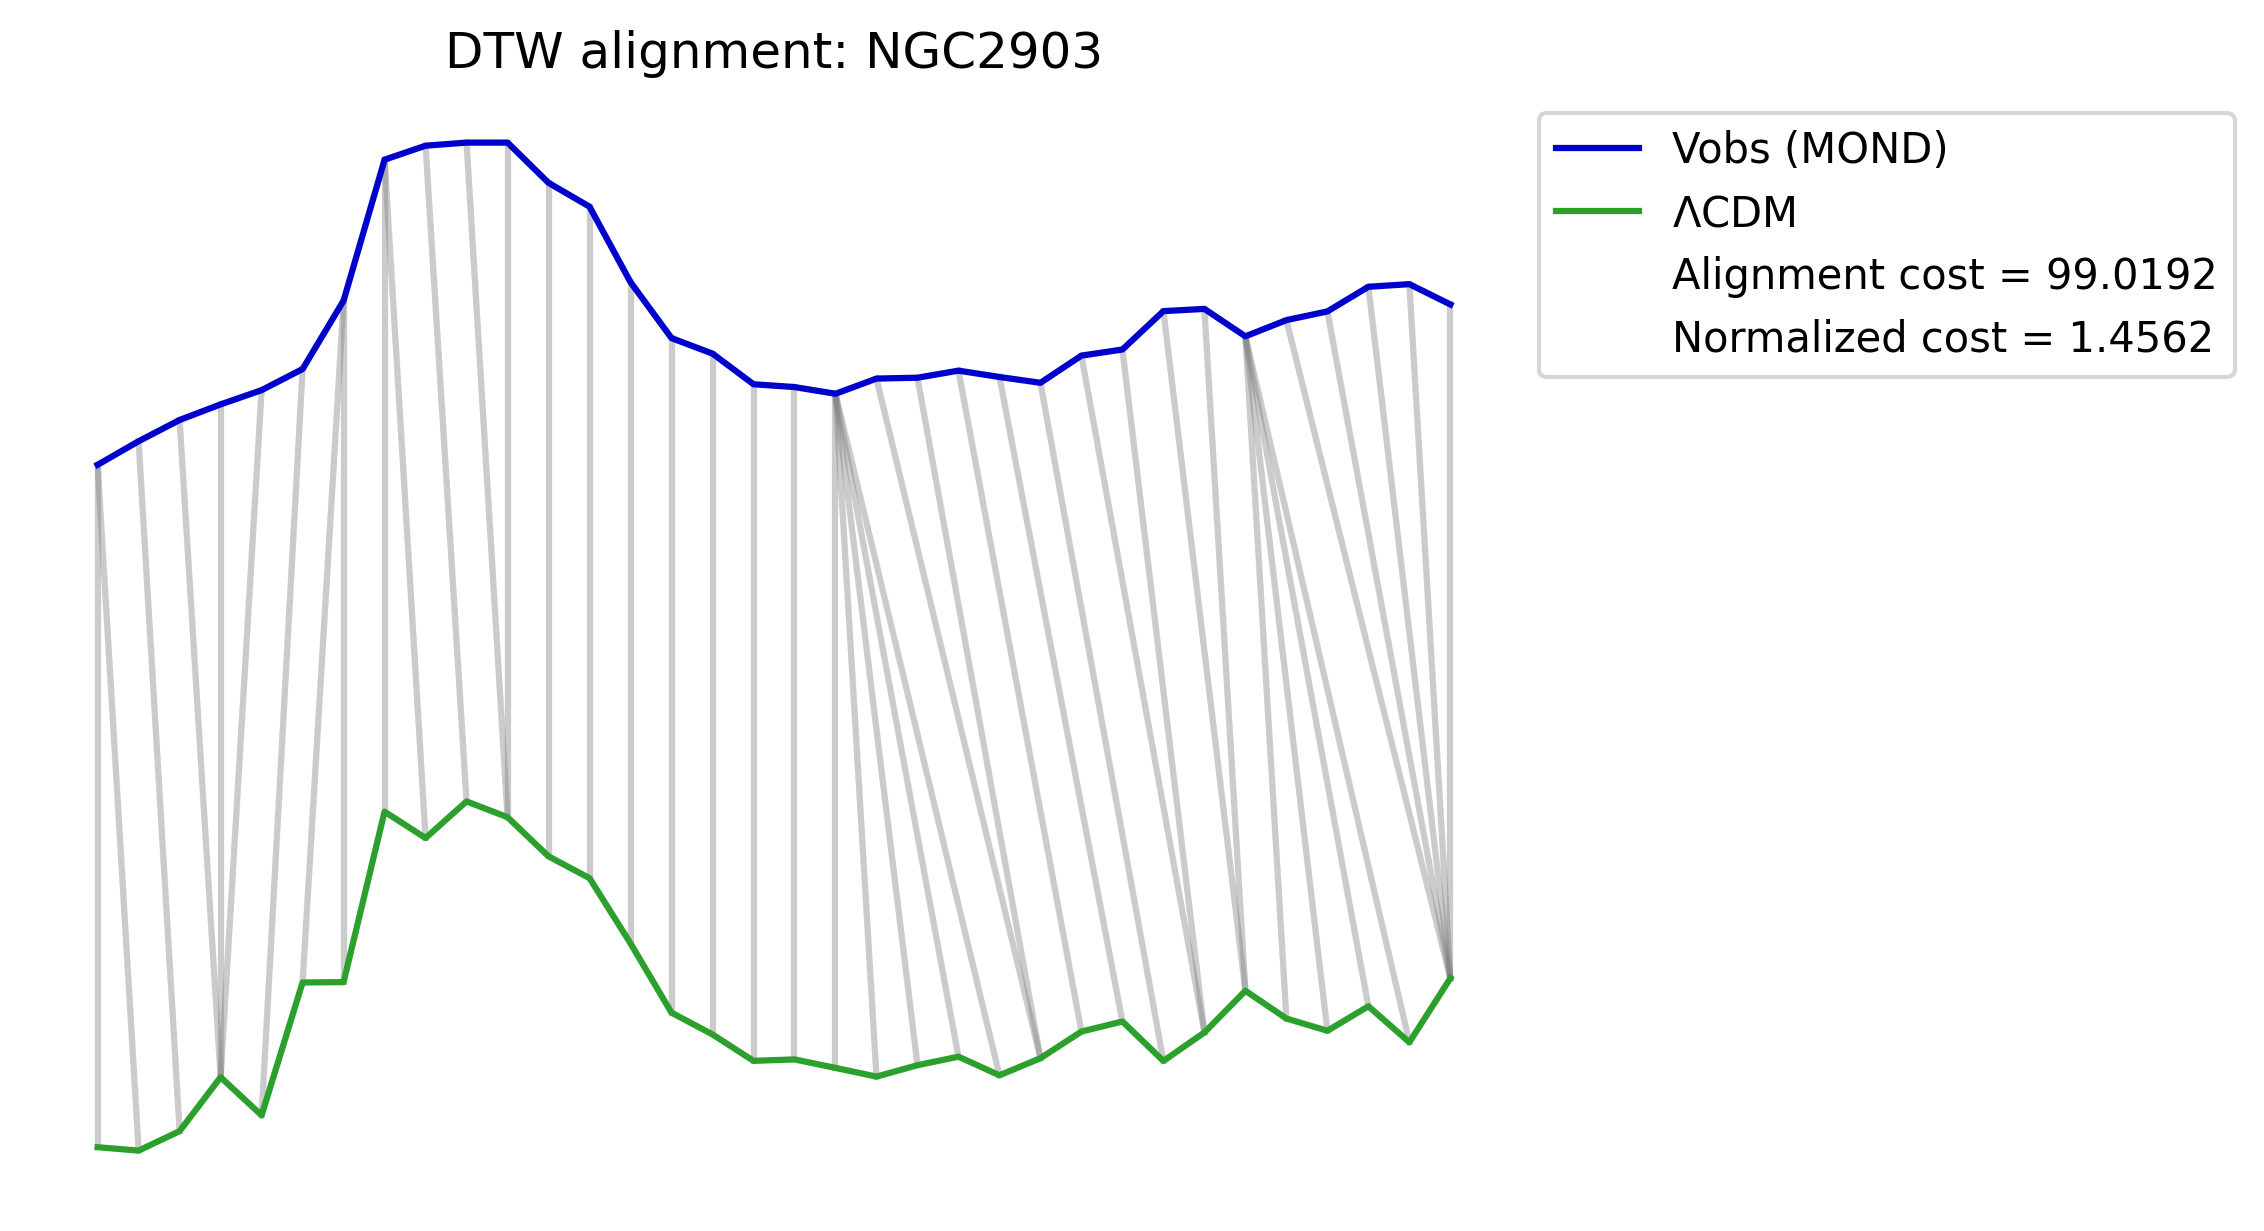 DTW alignment: NGC2903
Vobs (MOND)
ΛCDM
Alignment cost = 99.0192
Normalized cost = 1.4562